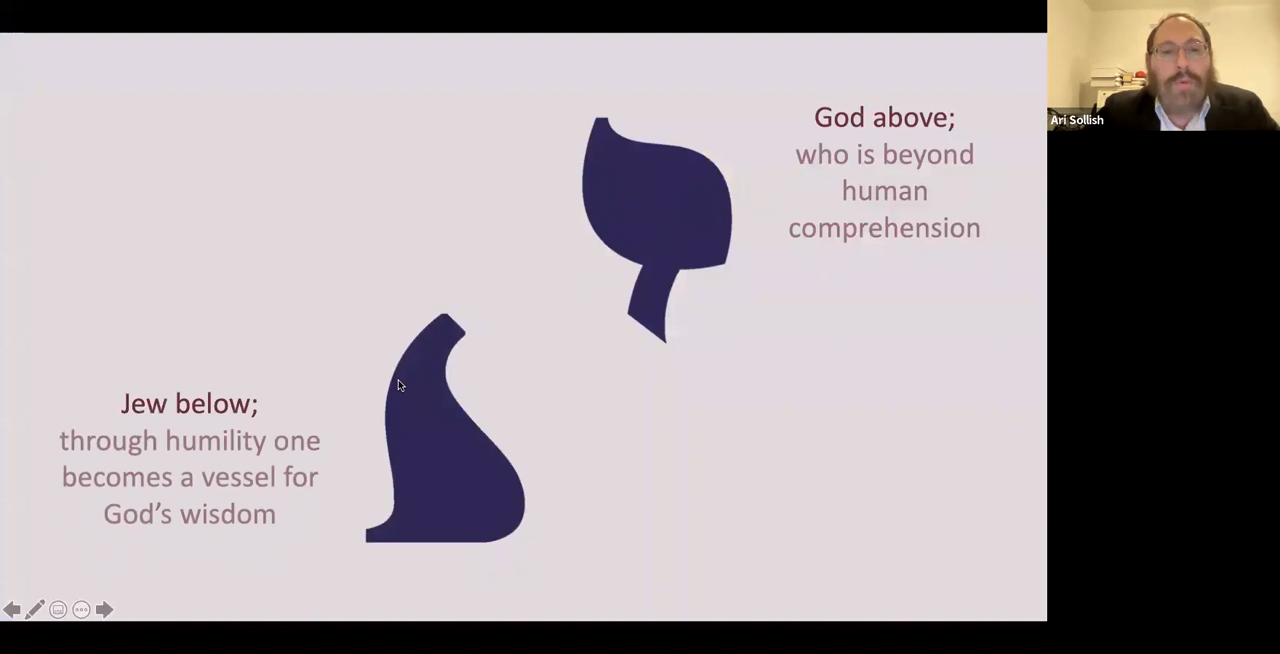 God above;
who is beyond
human
comprehension
Ari Sollish
Jew below;
through humility one
becomes a vessel for
God’s wisdom